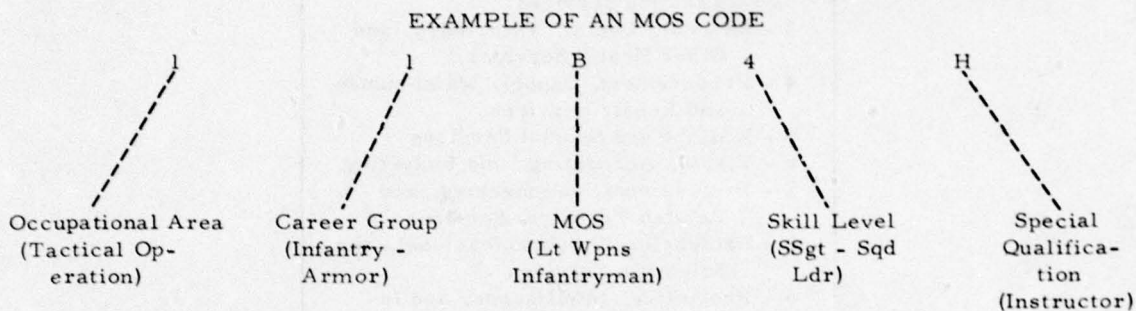 EXAMPLE OF AN MOS CODE
1 1 B 4 H
Occupational Area Career Group MOS Skill Level Special
(Tactical Op- (Infantry - (Lt Wpns (SSgt - Sqd Qualifica-
eration) Armor) Infantryman) Ldr) tion
(Instructor)